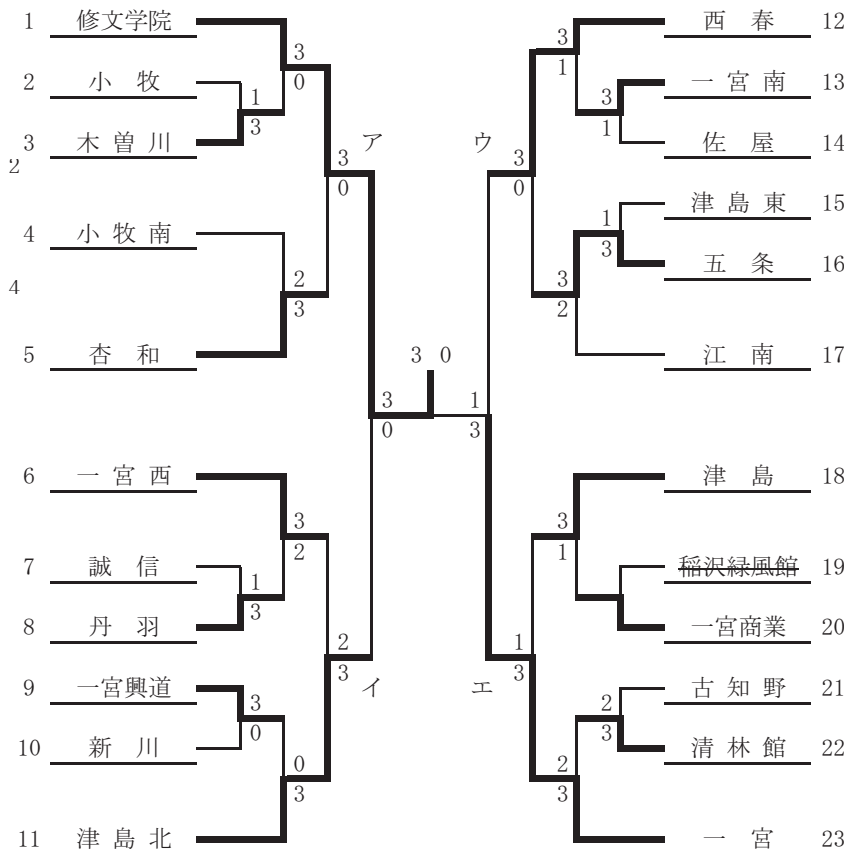 1 修文学院
3
0
2 小 牧
1
3
3 木 曽 川
2
ア
3
0
4 小 牧 南
4
2
3
5 杏 和
6 一 宮 西
3
2
7 誠 信
1
3
8 丹 羽
2
3
イ
9 一宮興道
3
0
10 新 川
0
3
11 津 島 北
3
0
3 0
1
3
西 春 12
3
1
一 宮 南 13
3
1
佐 屋 14
ウ
3
0
津 島 東 15
1
3
五 条 16
3
2
江 南 17
津 島 18
3
1
稲沢緑風館 19
一宮商業 20
1
3
エ
古 知 野 21
2
3
清 林 館 22
2
3
一 宮 23